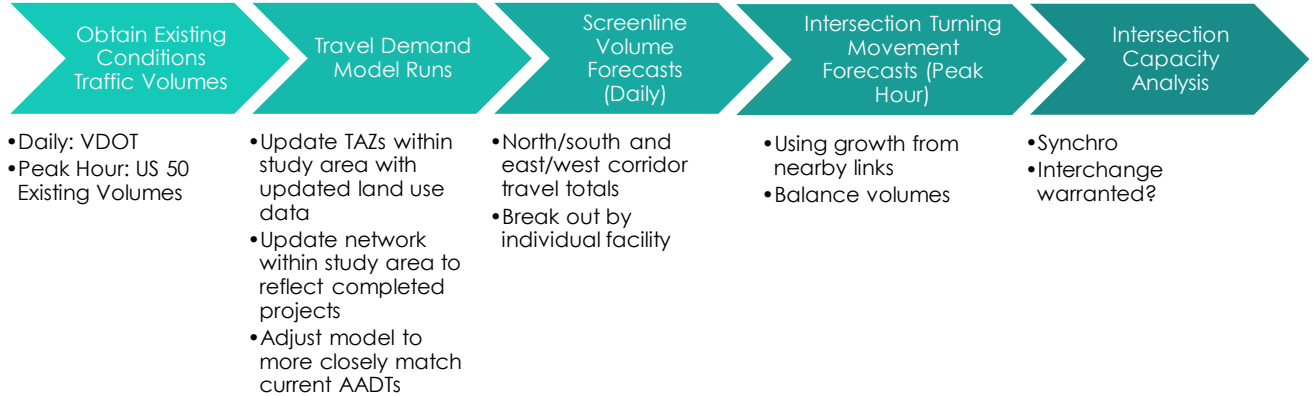 Obtain Existing
Conditions
Traffic Volumes
Travel Demand
Model Runs
Screenline
Volume
Forecasts
(Daily)
Intersection Turning
Movement
Forecasts (Peak
Hour)
Intersection
Capacity
Analysis
•Daily: VDOT
•Peak Hour: US 50
Existing Volumes
•Update TAZs within
study area with
updated land use
data
•Update network
within study area to
reflect completed
projects
•Adjust model to
more closely match
current AADTs
•North/south and
east/west corridor
travel totals
•Break out by
individual facility
•Using growth from
nearby links
•Balance volumes
•Synchro
•Interchange
warranted?